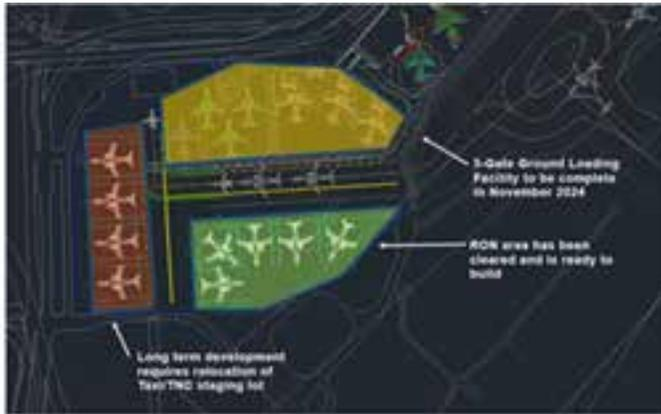 5-Gate Ground Loading
Facility to be complete
in November 2024
RON area has been
cleared and is ready to
build
Long term development
requires relocation of
Taxi/TNC staging lot